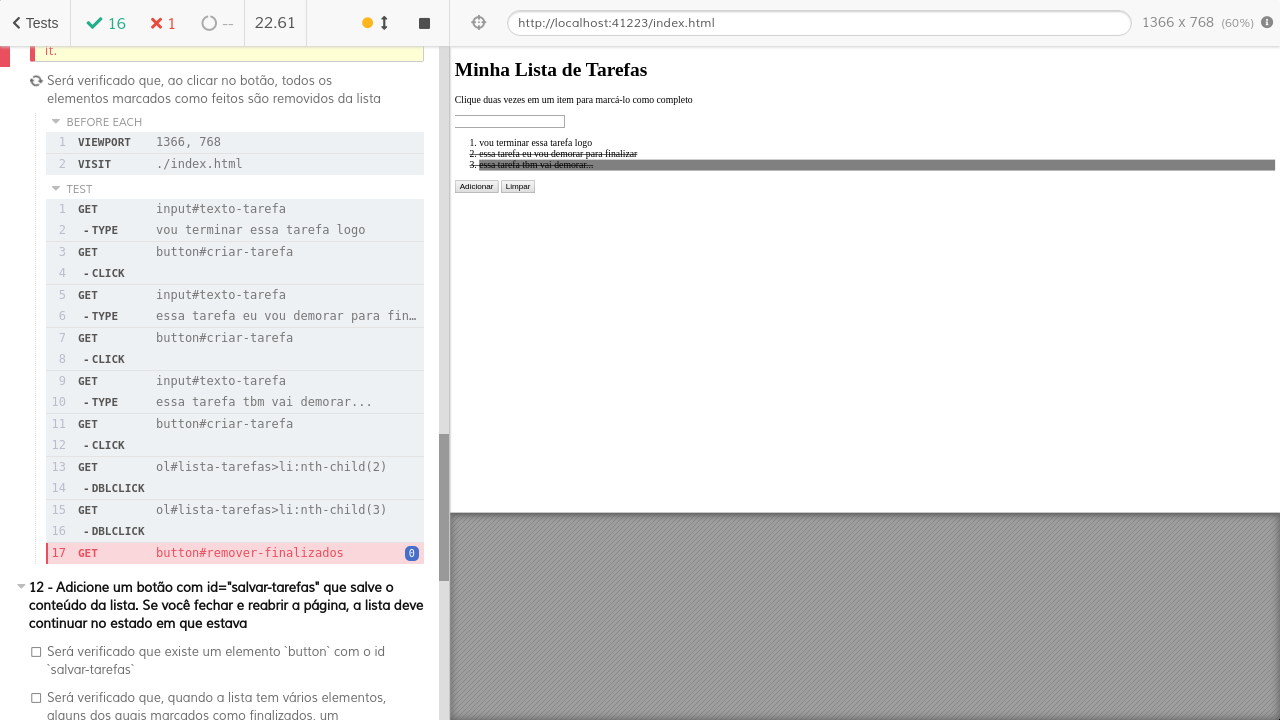 Tests
16
1
--
22.61
http://localhost:41223/index.html
1366 x 768 (60%)
it.
Será verificado que, ao clicar no botão, todos os
elementos marcados como feitos são removidos da lista
BEFORE EACH
1 VIEWPORT 1366, 768
2 VISIT ./index.html
TEST
1 GET input#texto-tarefa
2 -TYPE vou terminar essa tarefa logo
3 GET button#criar-tarefa
4 -CLICK
5 GET input#texto-tarefa
6 -TYPE essa tarefa eu vou demorar para fin…
7 GET button#criar-tarefa
8 -CLICK
9 GET input#texto-tarefa
10 -TYPE essa tarefa tbm vai demorar...
11 GET button#criar-tarefa
12 -CLICK
13 GET ol#lista-tarefas>li:nth-child(2)
14 -DBLCLICK
15 GET ol#lista-tarefas>li:nth-child(3)
16 -DBLCLICK
17 GET button#remover-finalizados 0
12 - Adicione um botão com id="salvar-tarefas" que salve o
conteúdo da lista. Se você fechar e reabrir a página, a lista deve
continuar no estado em que estava
Será verificado que existe um elemento `button` com o id
`salvar-tarefas`
Será verificado que, quando a lista tem vários elementos,
alguns dos quais marcados como finalizados, um
Minha Lista de Tarefas
Clique duas vezes em um item para marcá-lo como completo
1. vou terminar essa tarefa logo
2. essa tarefa eu vou demorar para finalizar
3. essa tarefa tbm vai demorar...
Adicionar Limpar